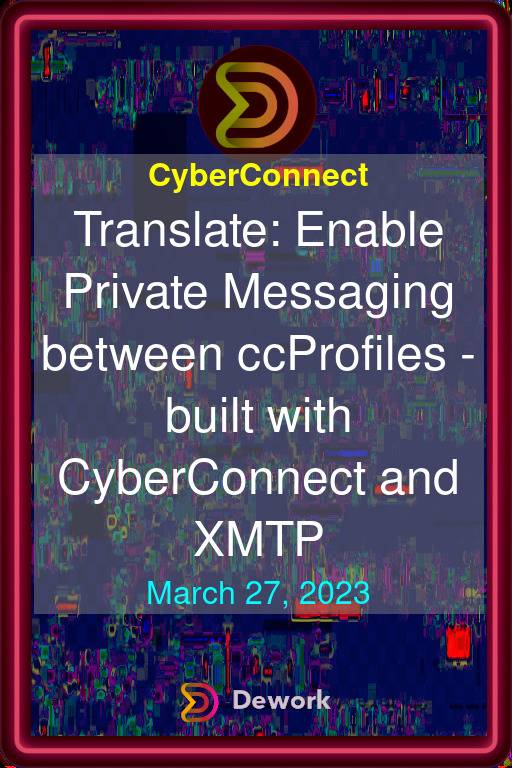 CyberConnect
Translate: Enable
Private Messaging
between ccProfiles -
built with
CyberConnect and
XMTP
March 27, 2023
Dework